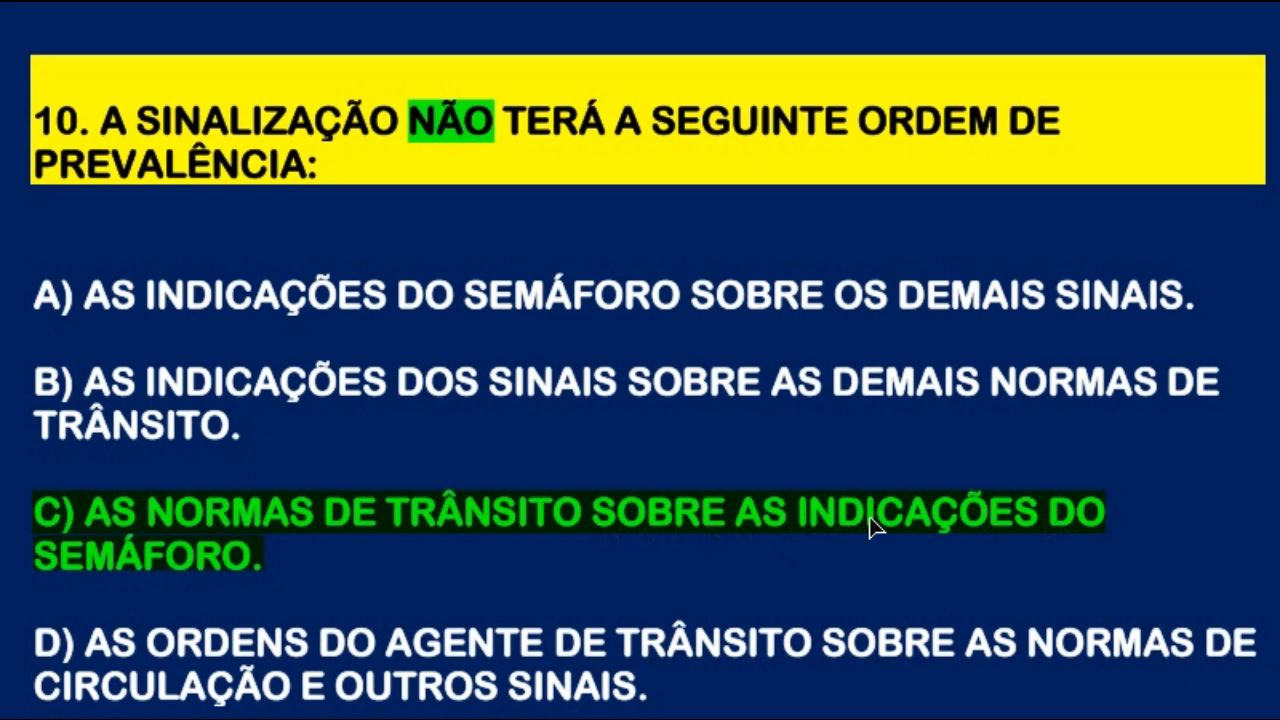 10. A SINALIZAÇÃO NÃO TERÁ A SEGUINTE ORDEM DE
PREVALÊNCIA:
A) AS INDICAÇÕES DO SEMÁFORO SOBRE OS DEMAIS SINAIS.
B) AS INDICAÇÕES DOS SINAIS SOBRE AS DEMAIS NORMAS DE
TRÂNSITO.
C) AS NORMAS DE TRÂNSITO SOBRE AS INDICAÇÕES DO
SEMÁFORO.
D) AS ORDENS DO AGENTE DE TRÂNSITO SOBRE AS NORMAS DE
CIRCULAÇÃO E OUTROS SINAIS.